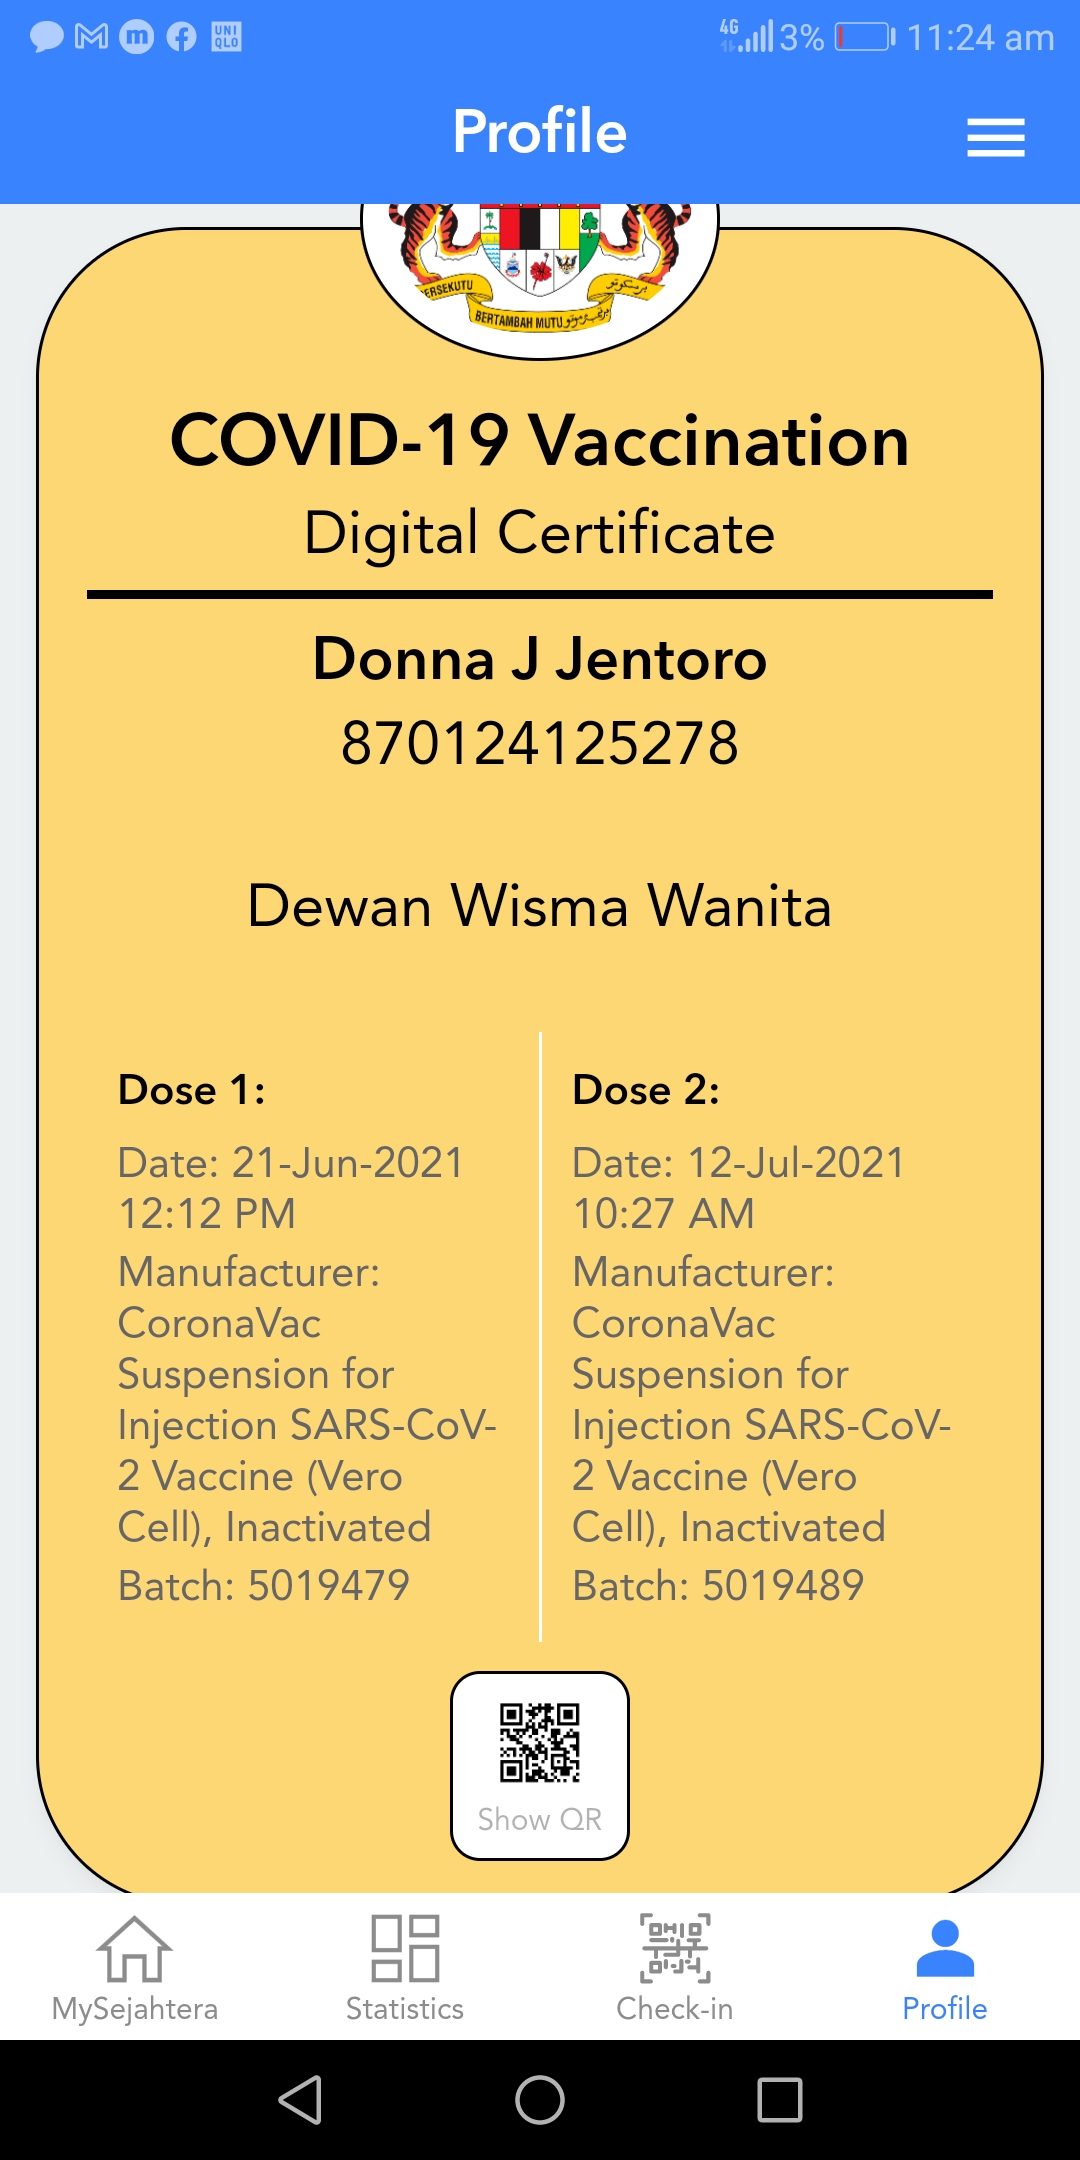 UNI
QLO
4G
3%
11:24 am
Profile
ERSEKUTU
BERTAMBAH MUTU
COVID-19 Vaccination
Digital Certificate
Donna J Jentoro
870124125278
Dewan Wisma Wanita
Dose 1:
Date: 21-Jun-2021
12:12 PM
Manufacturer:
CoronaVac
Suspension for
Injection SARS-CoV-
2 Vaccine (Vero
Cell), Inactivated
Batch: 5019479
Dose 2:
Date: 12-Jul-2021
10:27 AM
Manufacturer:
CoronaVac
Suspension for
Injection SARS-CoV-
2 Vaccine (Vero
Cell), Inactivated
Batch: 5019489
Show QR
MySejahtera
Statistics
Check-in
Profile